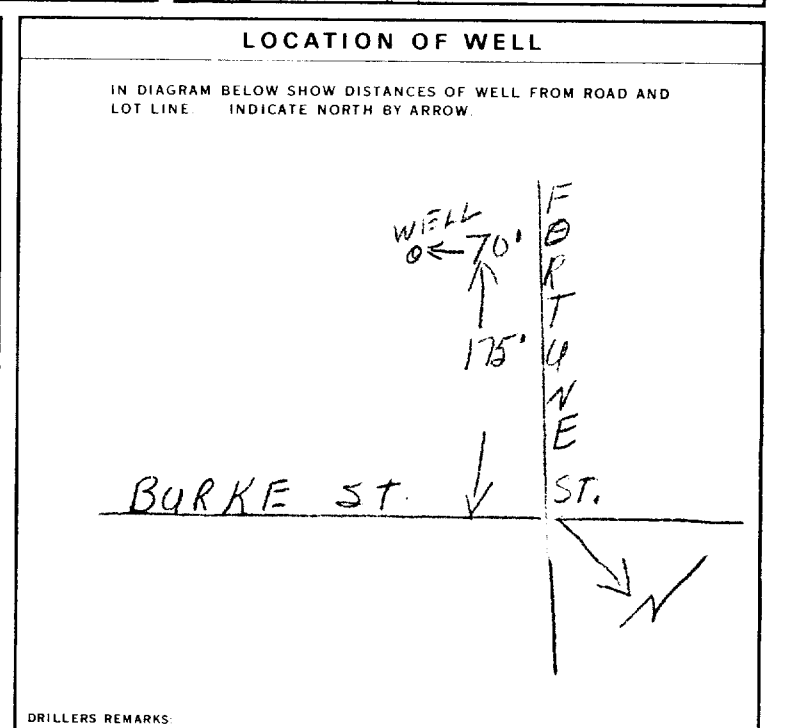 LOCATION OF WELL
IN DIAGRAM BELOW SHOW DISTANCES OF WELL FROM ROAD AND
LOT LINE. INDICATE NORTH BY ARROW.
WELL
70'
175'
FORTUNE
ST.
BURKE ST.
N
DRILLERS REMARKS: